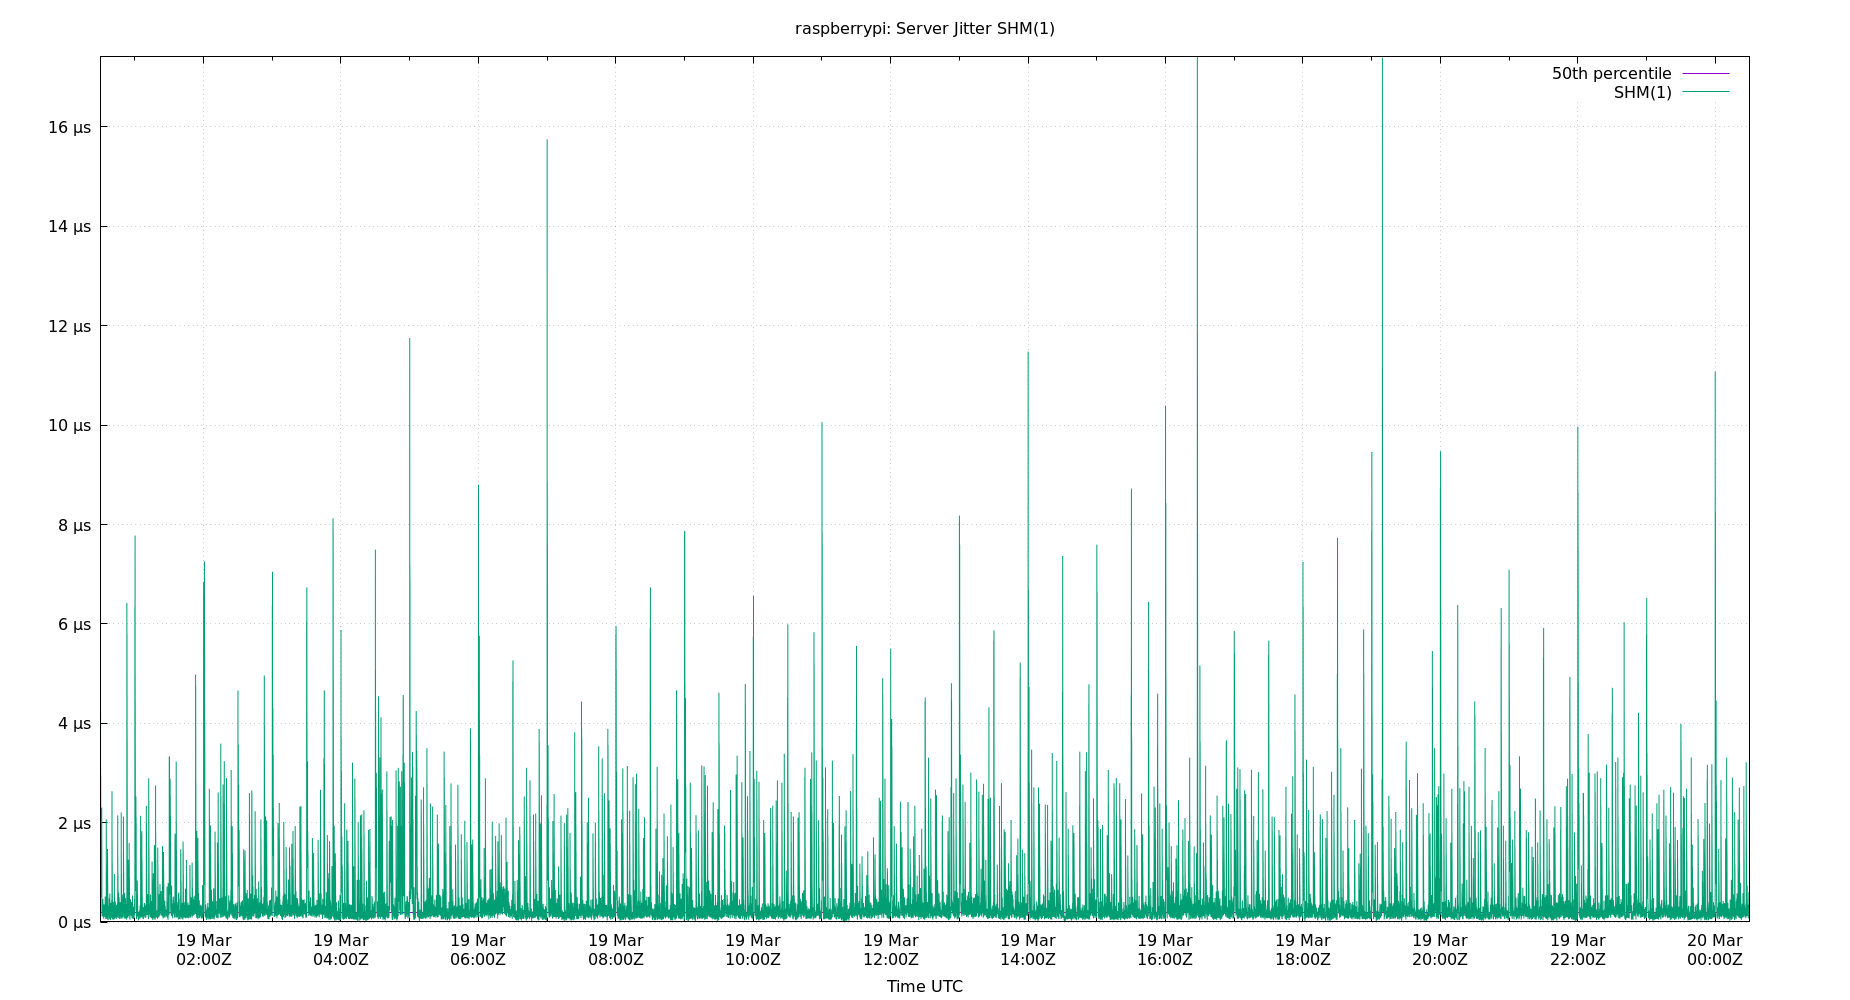 raspberrypi: Server Jitter SHM(1)
50th percentile
SHM(1)
16 µs
14 µs
12 µs
10 µs
8 µs
6 µs
4 µs
2 µs
0 µs
19 Mar 19 Mar 19 Mar 19 Mar 19 Mar 19 Mar 19 Mar 19 Mar 19 Mar 19 Mar 19 Mar 20 Mar
02:00Z 04:00Z 06:00Z 08:00Z 10:00Z 12:00Z 14:00Z 16:00Z 18:00Z 20:00Z 22:00Z 00:00Z
Time UTC